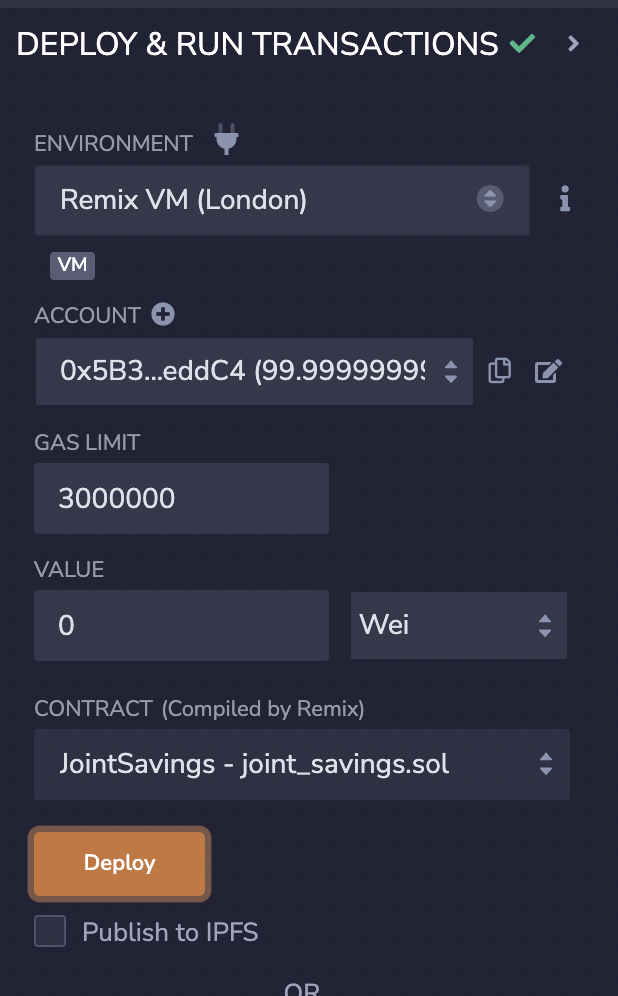 DEPLOY & RUN TRANSACTIONS
ENVIRONMENT
Remix VM (London)
VM
ACCOUNT
0x5B3...eddC4 (99.99999999
GAS LIMIT
3000000
VALUE
0 Wei
CONTRACT (Compiled by Remix)
JointSavings - joint_savings.sol
Deploy
Publish to IPFS
OR